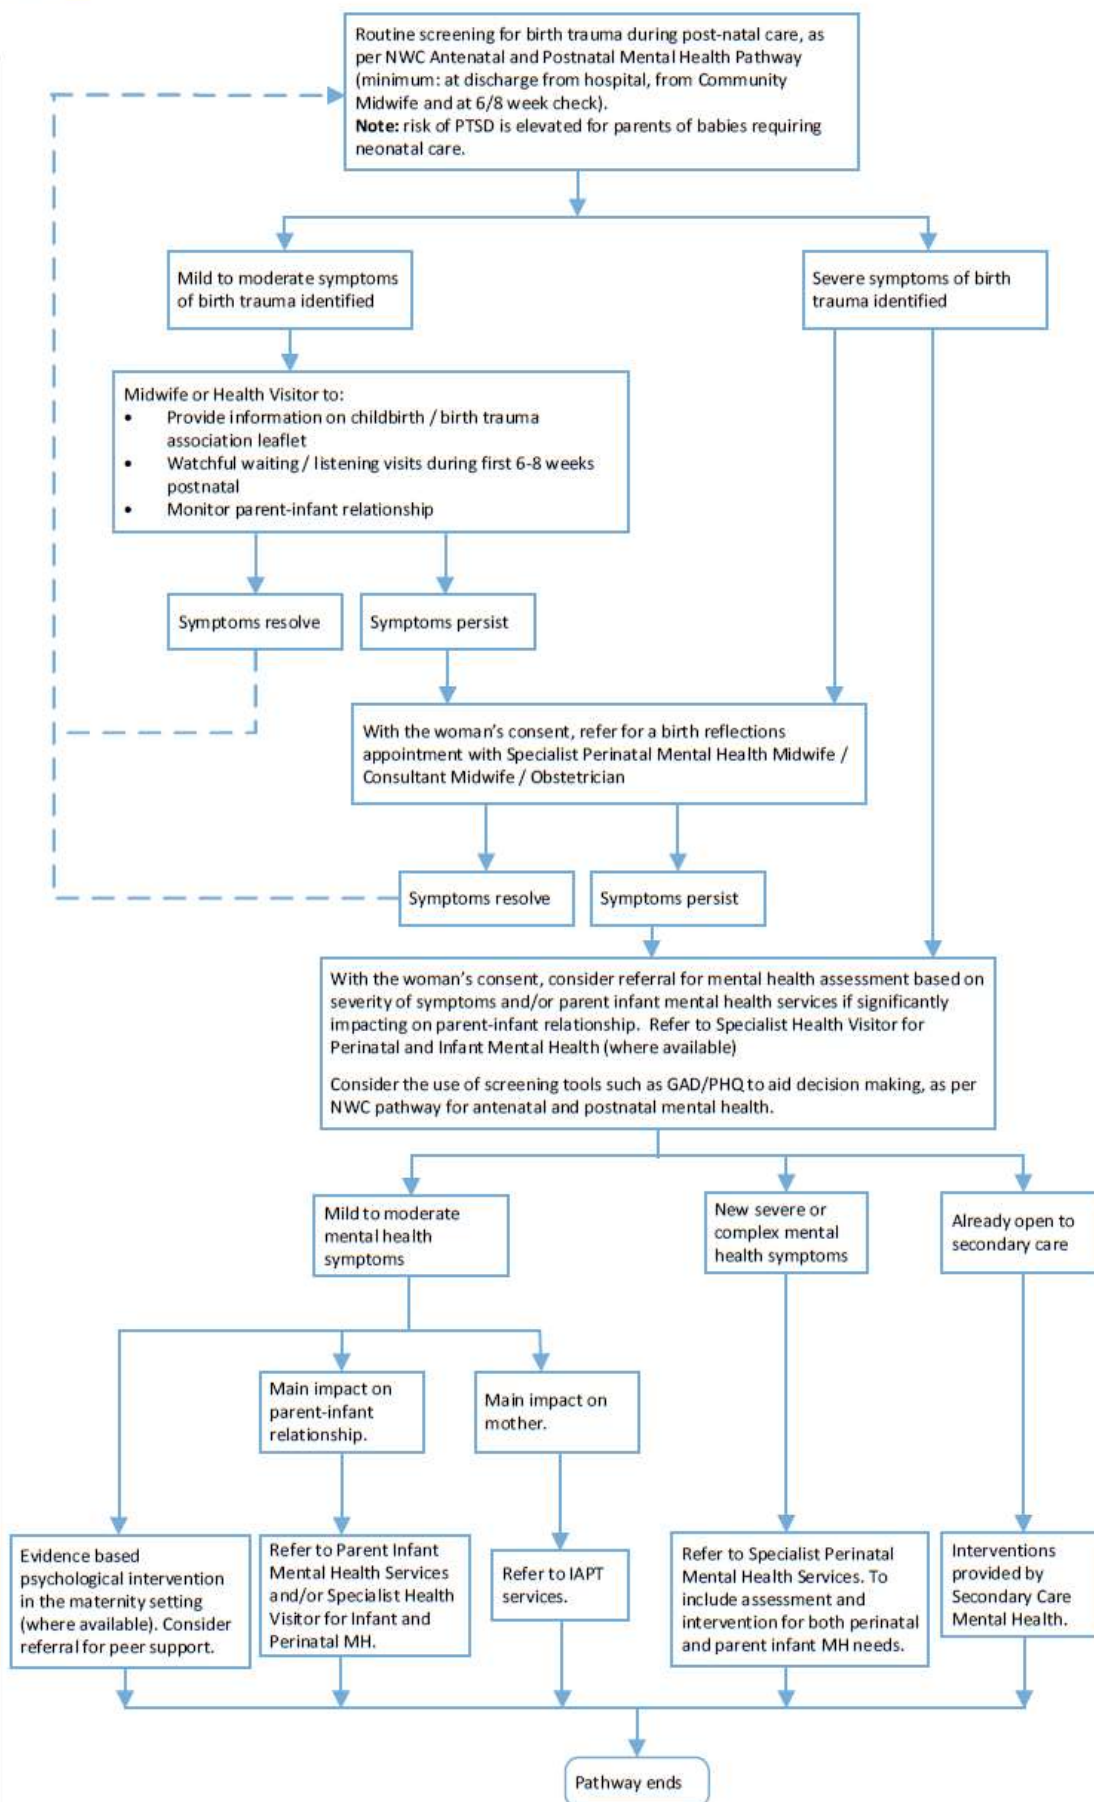 Routine screening for birth trauma during post-natal care, as
per NWC Antenatal and Postnatal Mental Health Pathway
(minimum: at discharge from hospital, from Community
Midwife and at 6/8 week check).
Note: risk of PTSD is elevated for parents of babies requiring
neonatal care.
Mild to moderate symptoms
of birth trauma identified
Severe symptoms of birth
trauma identified
Midwife or Health Visitor to:
• Provide information on childbirth / birth trauma
association leaflet
• Watchful waiting / listening visits during first 6-8 weeks
postnatal
• Monitor parent-infant relationship
Symptoms resolve
Symptoms persist
With the woman's consent, refer for a birth reflections
appointment with Specialist Perinatal Mental Health Midwife /
Consultant Midwife / Obstetrician
Symptoms resolve
Symptoms persist
With the woman's consent, consider referral for mental health assessment based on
severity of symptoms and/or parent infant mental health services if significantly
impacting on parent-infant relationship. Refer to Specialist Health Visitor for
Perinatal and Infant Mental Health (where available)
Consider the use of screening tools such as GAD/PHQ to aid decision making, as per
NWC pathway for antenatal and postnatal mental health.
Mild to moderate
mental health
symptoms
New severe or
complex mental
health symptoms
Already open to
secondary care
Main impact on
parent-infant
relationship.
Main impact on
mother.
Evidence based
psychological intervention
in the maternity setting
(where available). Consider
referral for peer support.
Refer to Parent Infant
Mental Health Services
and/or Specialist Health
Visitor for Infant and
Perinatal MH.
Refer to IAPT
services.
Refer to Specialist Perinatal
Mental Health Services. To
include assessment and
intervention for both perinatal
and parent infant MH needs.
Interventions
provided by
Secondary Care
Mental Health.
Pathway ends